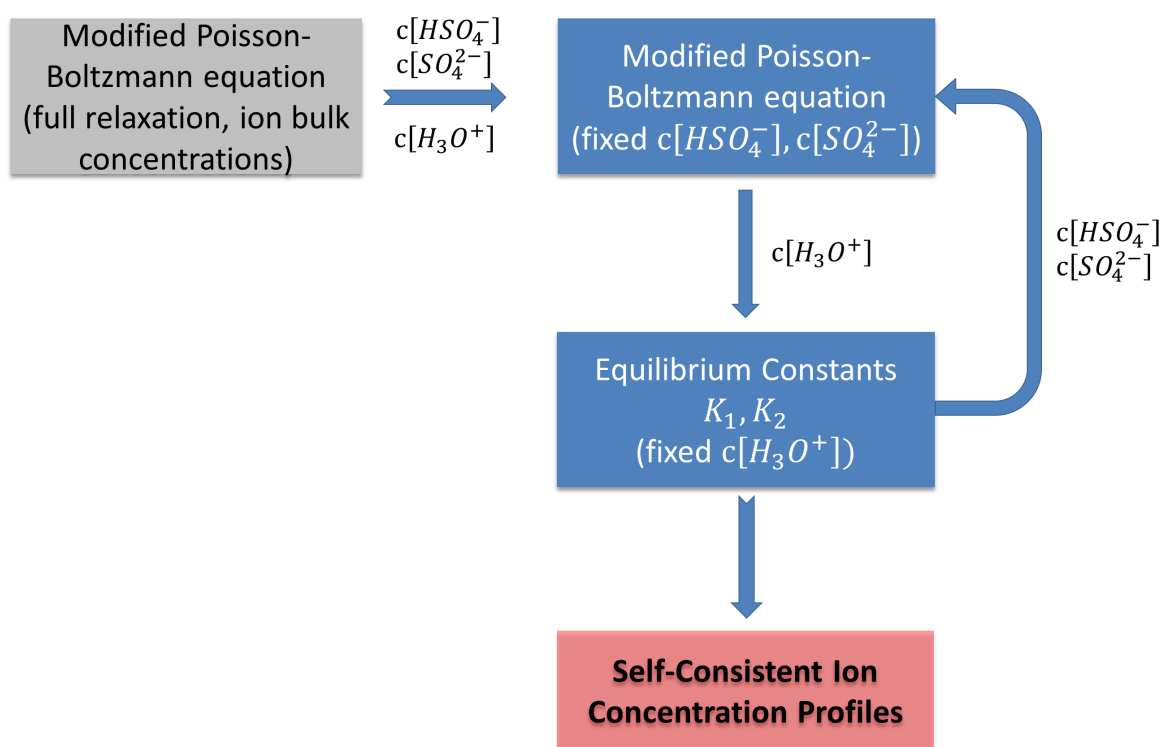 Modified Poisson-
Boltzmann equation
(full relaxation, ion bulk
concentrations)
c[HSO₄⁻]
c[SO₄²⁻]
c[H₃O⁺]
Modified Poisson-
Boltzmann equation
(fixed c[HSO₄⁻], c[SO₄²⁻])
c[H₃O⁺]
c[HSO₄⁻]
c[SO₄²⁻]
Equilibrium Constants
K₁, K₂
(fixed c[H₃O⁺])
Self-Consistent Ion
Concentration Profiles